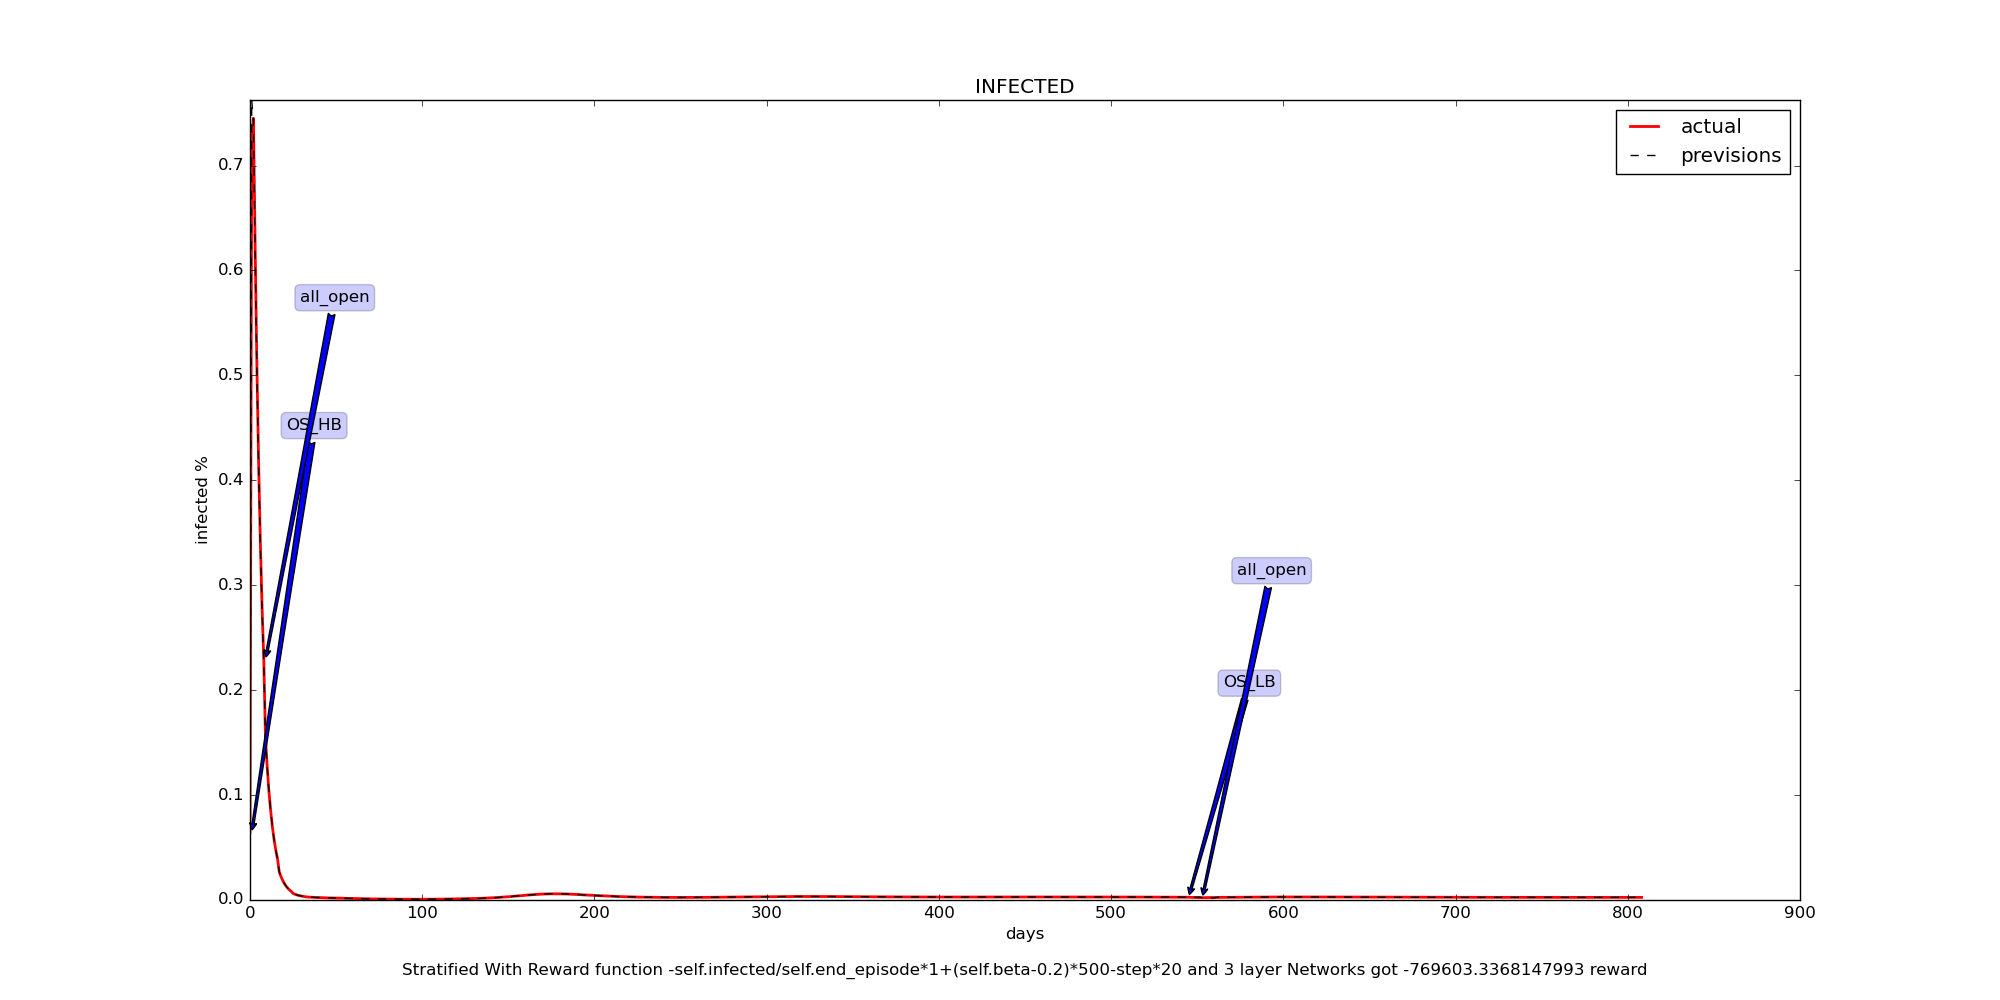 INFECTED
actual
previsions
0.7
0.6
0.5
0.4
0.3
0.2
0.1
0.0
infected %
all_open
OS_HB
all_open
OS_LB
0 100 200 300 400 500 600 700 800 900
days
Stratified With Reward function -self.infected/self.end_episode*1+(self.beta-0.2)*500-step*20 and 3 layer Networks got -769603.3368147993 reward